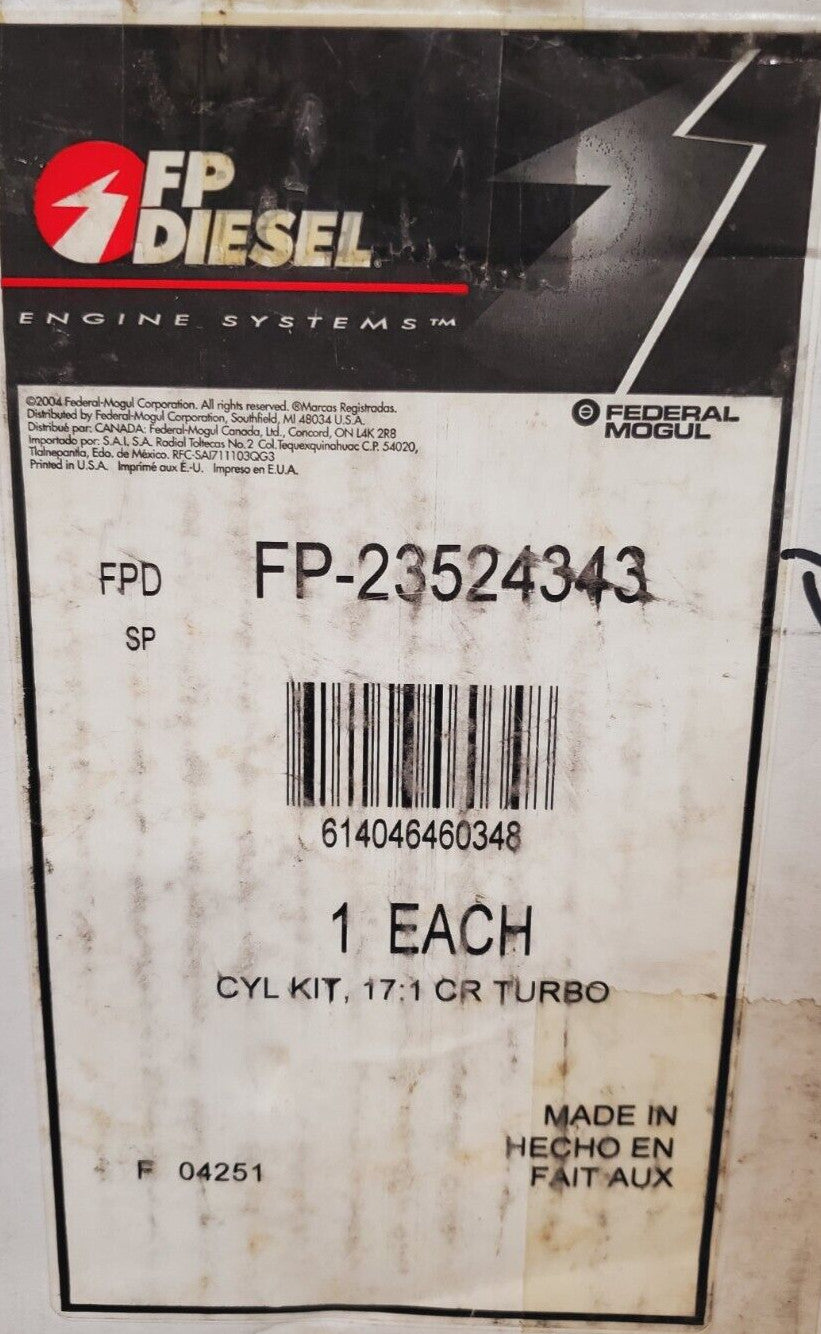 FP
DIESEL
ENGINE SYSTEMS™
©2004 Federal-Mogul Corporation. All rights reserved. ®Marcas Registradas.
Distributed by Federal-Mogul Corporation, Southfield, MI 48034 U.S.A.
Distribué par: CANADA: Federal-Mogul Canada, Ltd., Concord, ON L4K 2R8
Importado por: S.A.I, S.A. Radial Toltecas No. 2 Col. Tequexquinahuac C.P. 54020,
Tlalnepantla, Edo. de México. RFC-SAI711103QG3
Printed in U.S.A. Imprimé aux É.-U. Impreso en E.U.A.
FEDERAL
MOGUL
FPD FP-23524343
SP
614046460348
1 EACH
CYL KIT, 17:1 CR TURBO
MADE IN
HECHO EN
FAIT AUX
F 04251